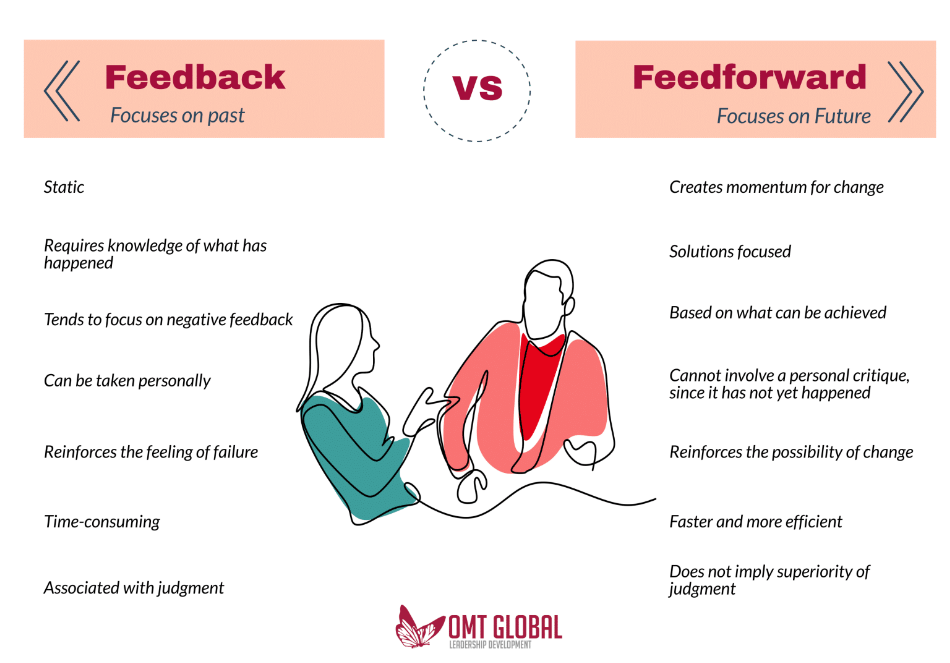 Feedback
Focuses on past
VS
Feedforward
Focuses on Future
Static
Requires knowledge of what has
happened
Tends to focus on negative feedback
Can be taken personally
Reinforces the feeling of failure
Time-consuming
Associated with judgment
Creates momentum for change
Solutions focused
Based on what can be achieved
Cannot involve a personal critique,
since it has not yet happened
Reinforces the possibility of change
Faster and more efficient
Does not imply superiority of
judgment
OMT GLOBAL
LEADERSHIP DEVELOPMENT